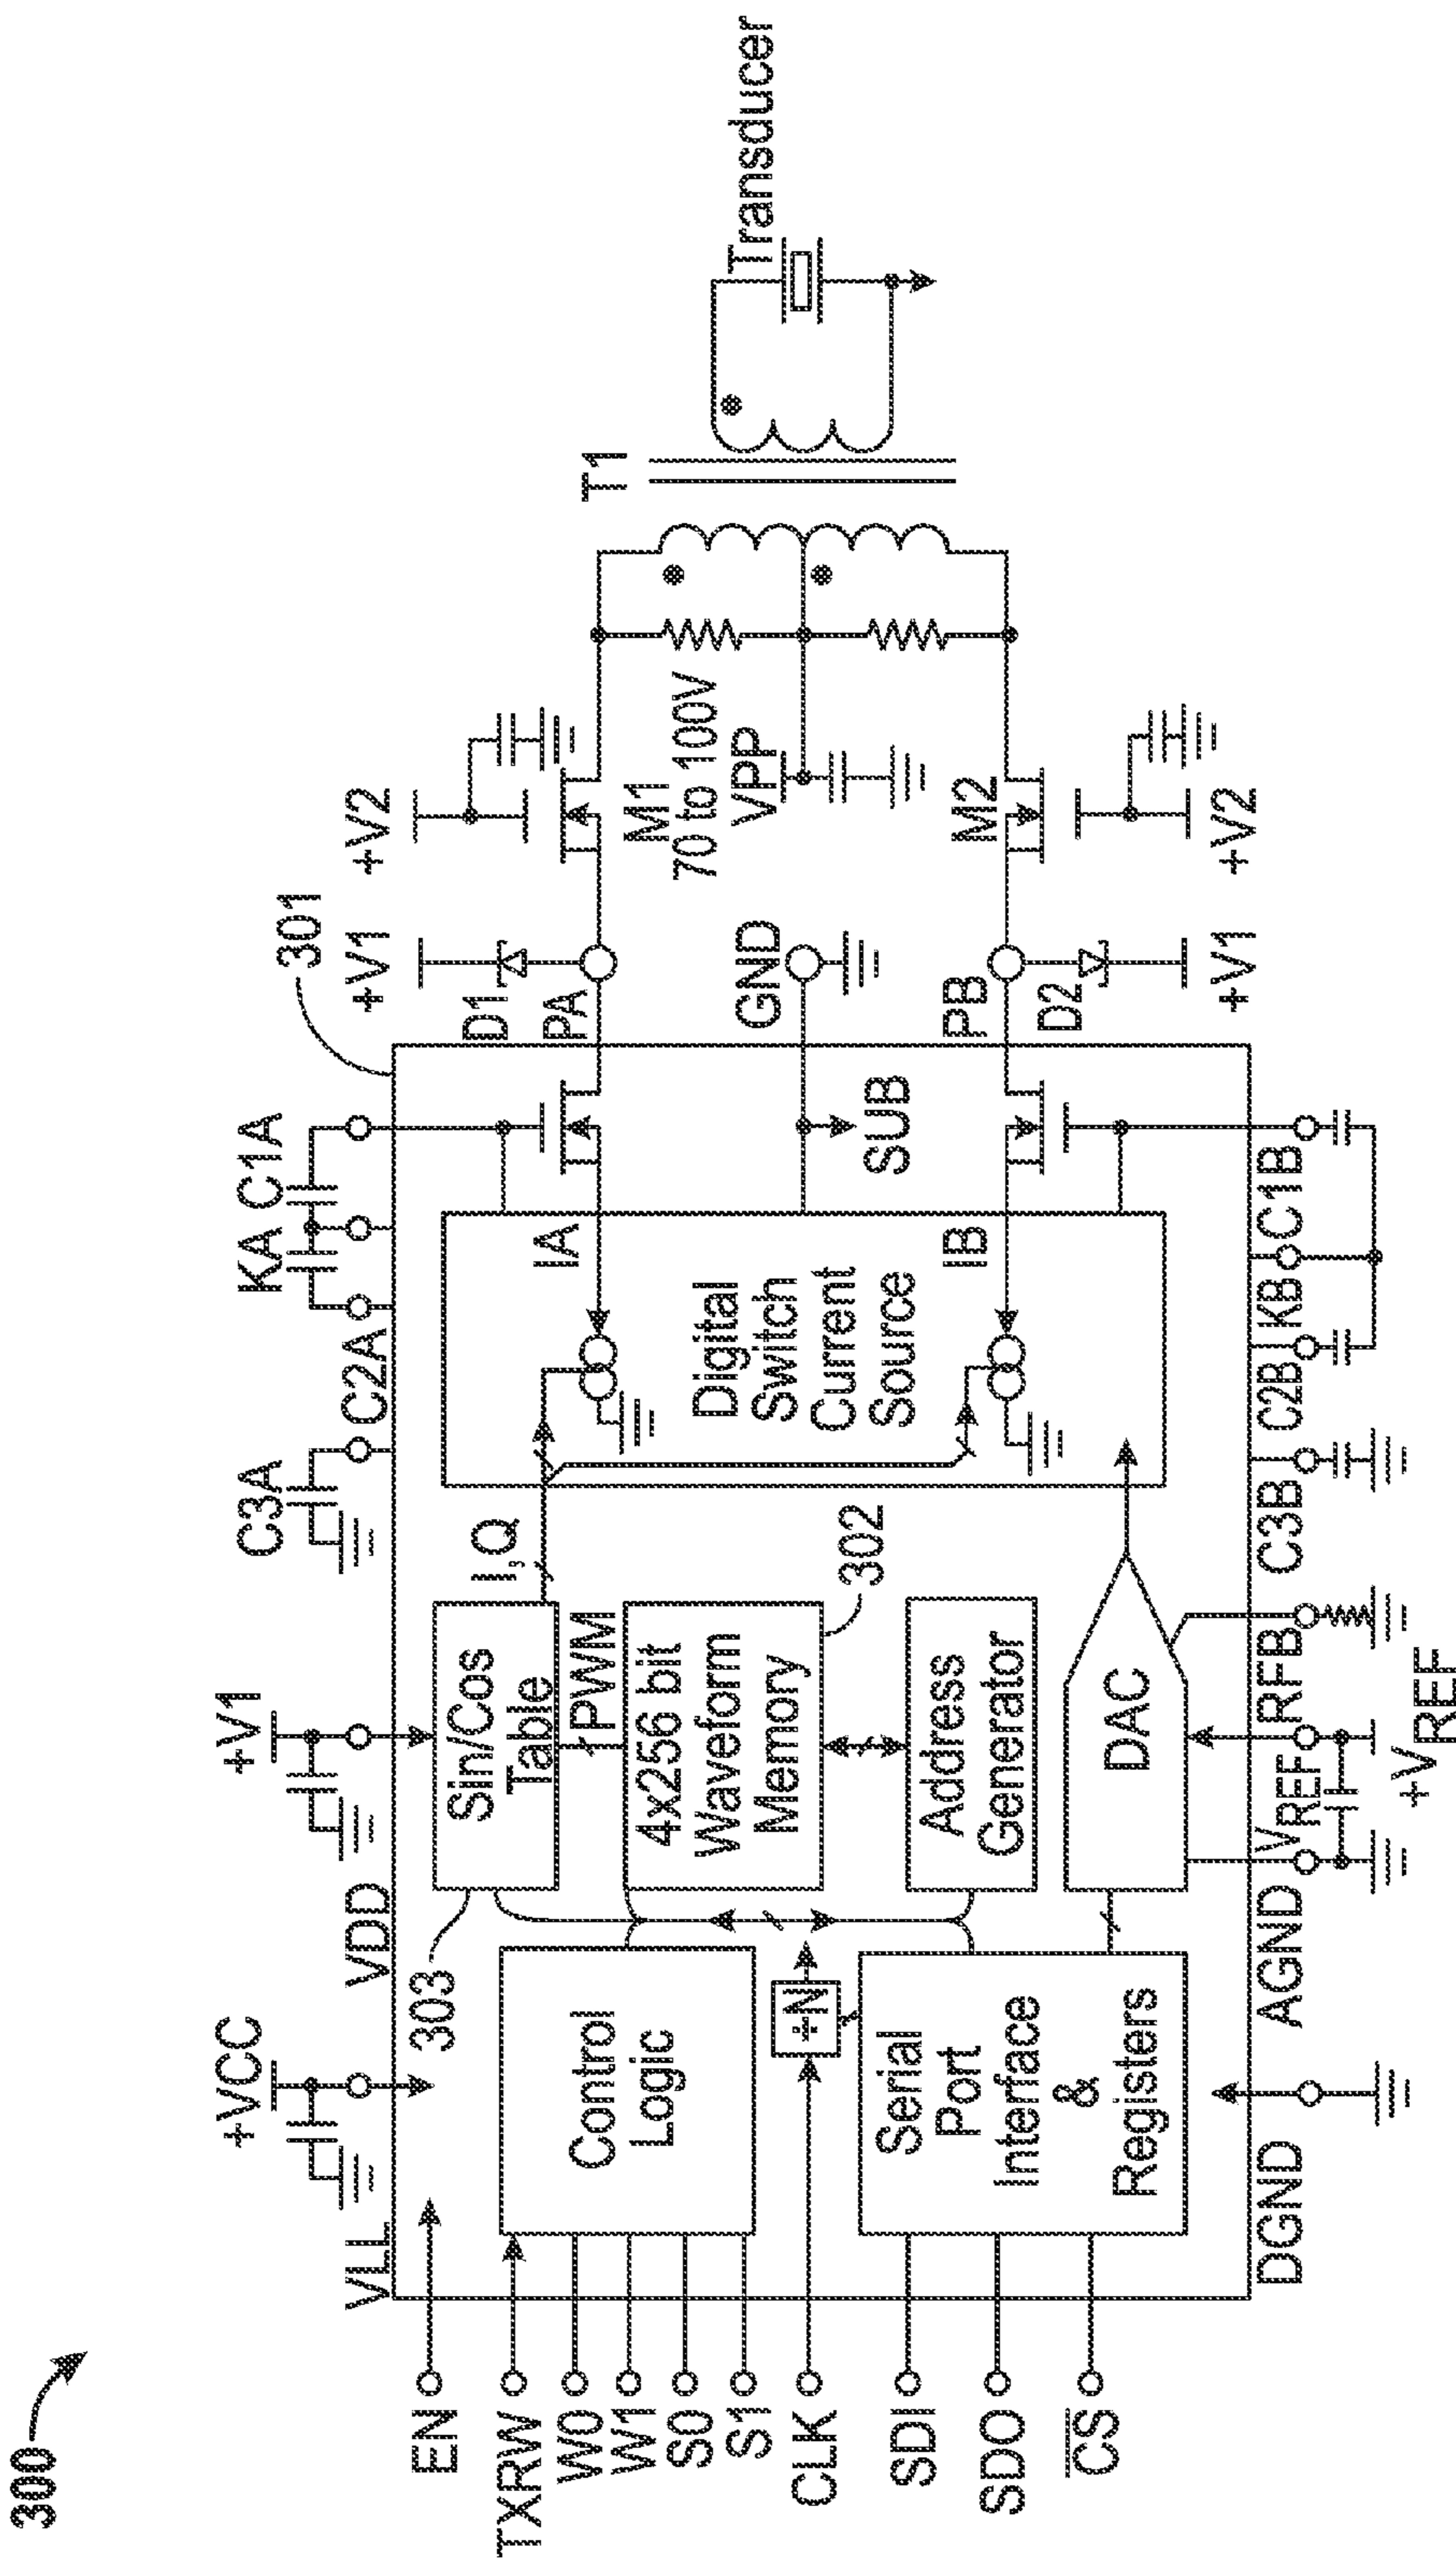 300
301
+VCC
+V1
C3A
KA
C1A
+V1
+V2
VLL
VDD
C2A
D1
PA
M1
70 to 100V
VPP
T1
Transducer
EN
TXRW
W0
W1
S0
S1
CLK
SDI
SDO
CS
303
Control
Logic
÷N
Serial
Port
Interface
&
Registers
Sin/Cos
Table
I,Q
PWM
4x256 bit
Waveform
Memory
302
Address
Generator
DAC
IA
Digital
Switch
Current
Source
IB
SUB
GND
PB
D2
M2
+V1
+V2
DGND
AGND
VREF
RFB
C3B
C2B
KB
C1B
+VREF